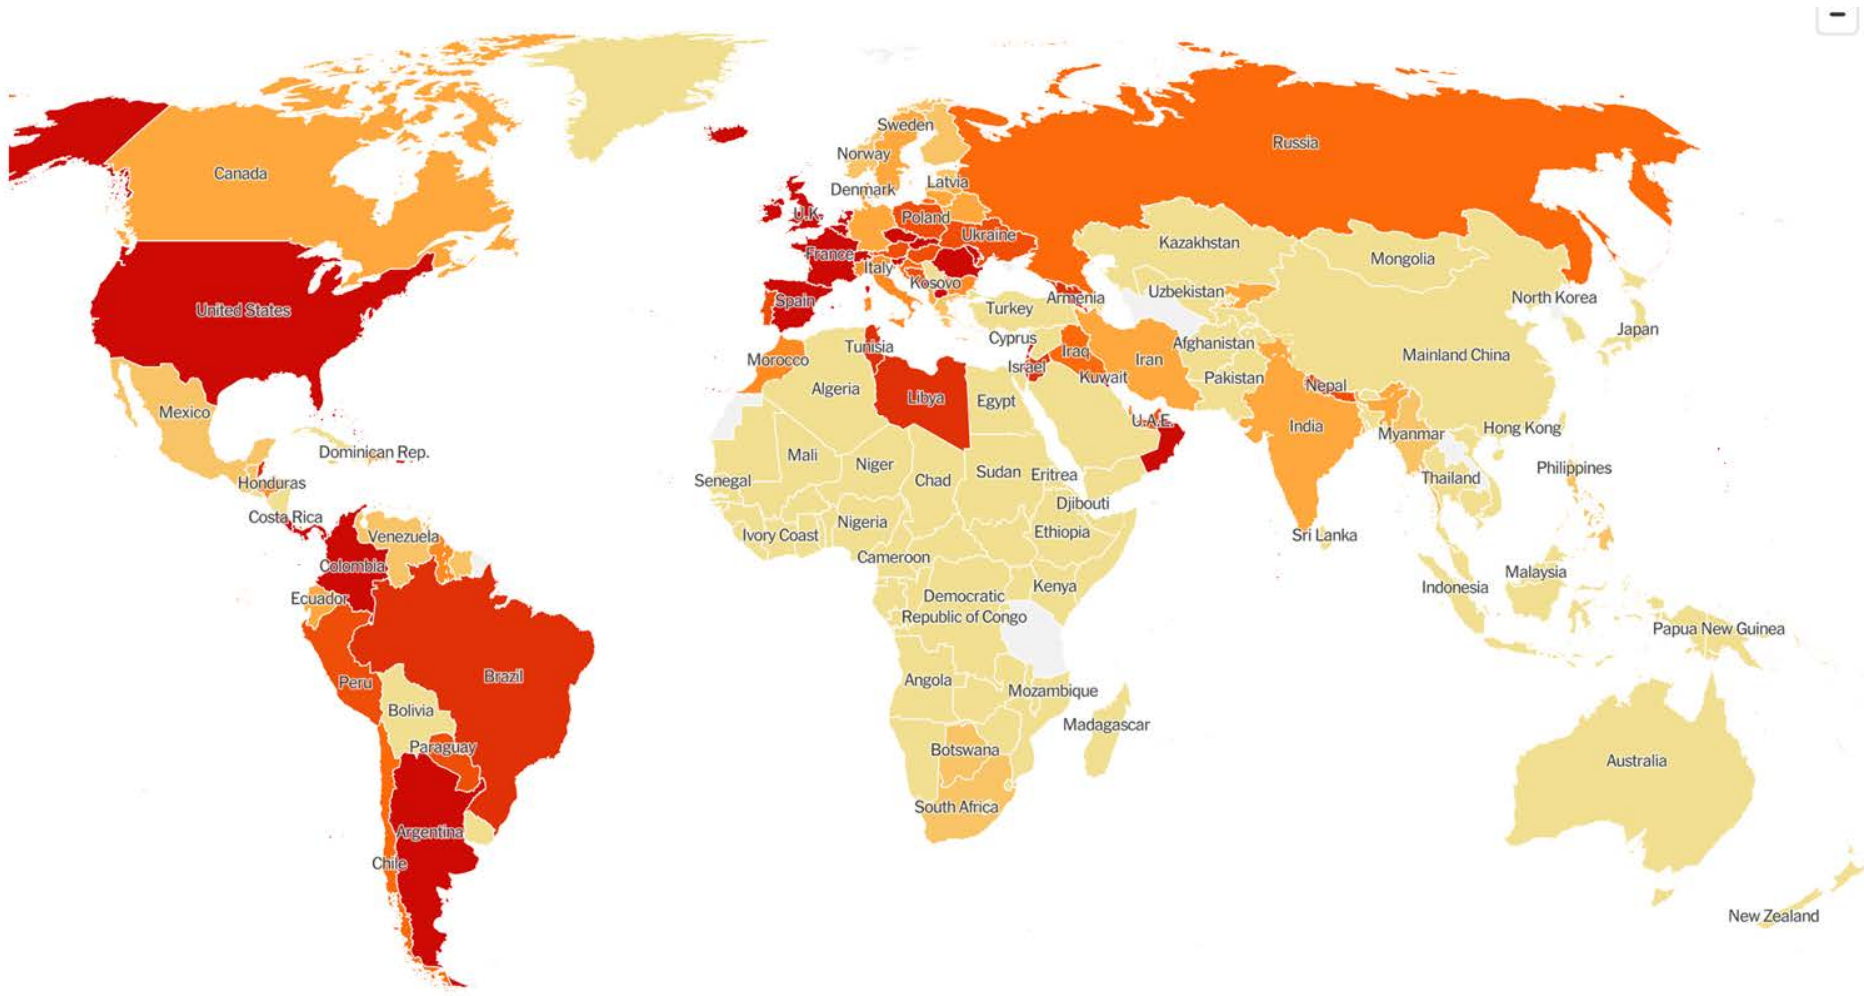 Sweden
Russia
Norway
Canada
Latvia
Denmark
U.K.
Poland
Ukraine
Kazakhstan
France
Mongolia
Italy
Kosovo
Uzbekistan
North Korea
Spain
Armenia
United States
Turkey
Japan
Cyprus
Afghanistan
Tunisia
Iraq
Mainland China
Morocco
Iran
Israel
Kuwait
Pakistan
Nepal
Algeria
Libya
Egypt
Mexico
U.A.E.
India
Hong Kong
Myanmar
Dominican Rep.
Mali
Niger
Philippines
Chad
Sudan
Eritrea
Thailand
Senegal
Honduras
Djibouti
Costa Rica
Nigeria
Ethiopia
Venezuela
Ivory Coast
Sri Lanka
Cameroon
Colombia
Malaysia
Kenya
Indonesia
Ecuador
Democratic
Republic of Congo
Papua New Guinea
Brazil
Peru
Angola
Mozambique
Bolivia
Madagascar
Paraguay
Botswana
Australia
South Africa
Argentina
Chile
New Zealand